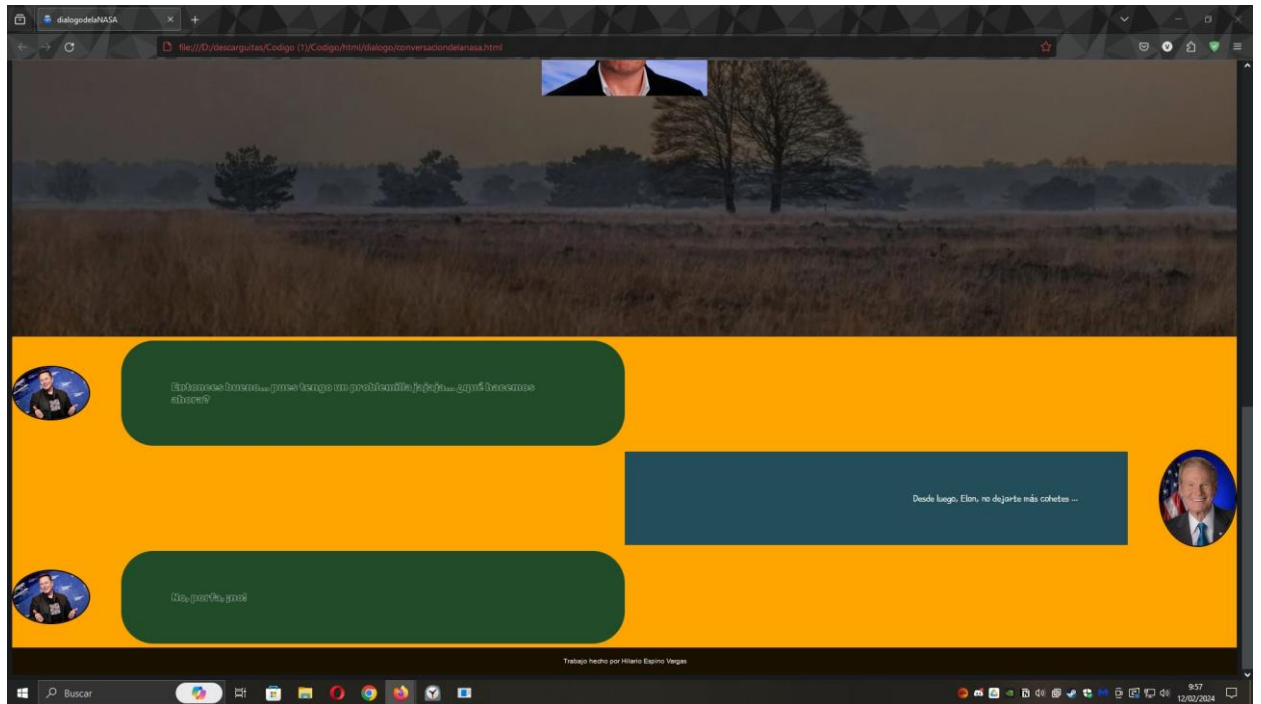 dialogodelaNASA
file:///D:/descarguitas/Codigo (1)/Codigo/html/dialogo/conversaciondelanasa.html
Entonces bueno... pues tengo un problemilla jajaja... ¿qué hacemos
ahora?
Desde luego, Elon, no dejarte más cohetes ...
No, porfa, ¡no!
Trabajo hecho por Hilario Espino Vargas
Buscar
9:57
12/02/2024